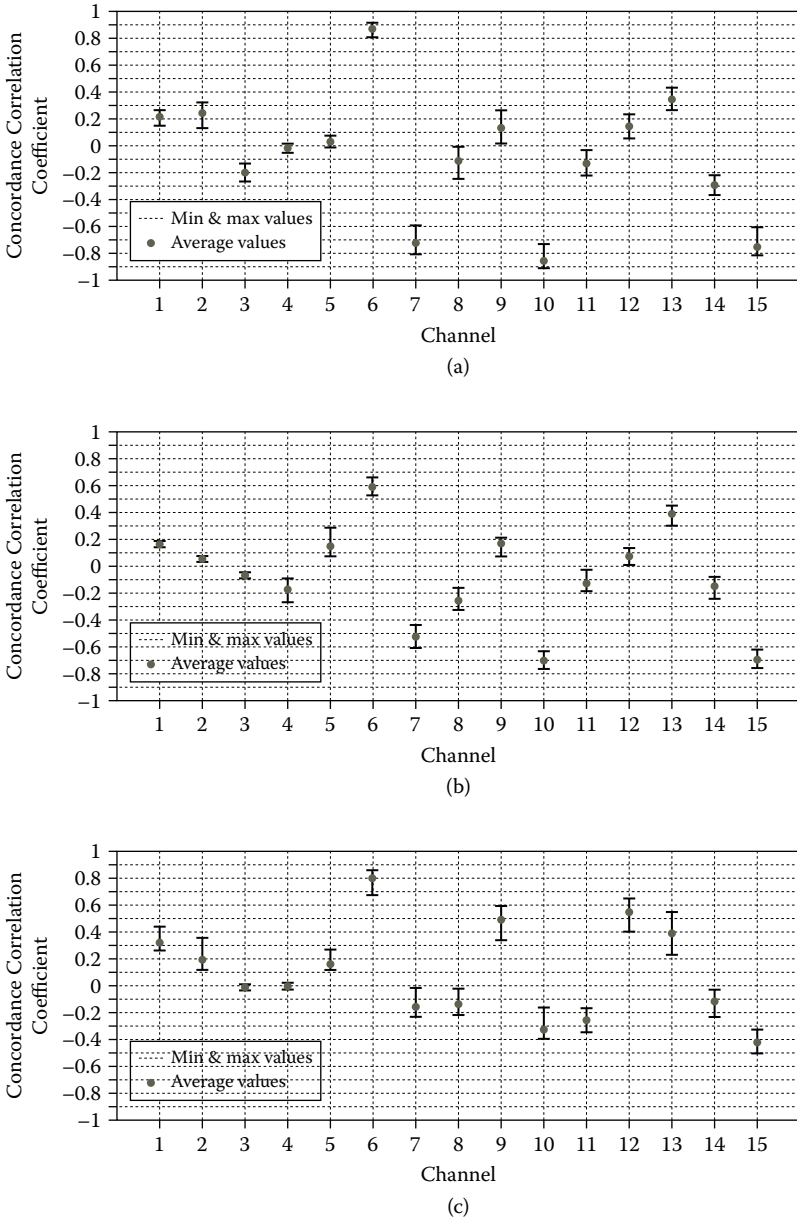 Concordance Correlation
Coefficient
1
0.8
0.6
0.4
0.2
0
−0.2
−0.4
−0.6
−0.8
−1
Min & max values
Average values
1 2 3 4 5 6 7 8 9 10 11 12 13 14 15
Channel
(a)
Concordance Correlation
Coefficient
1
0.8
0.6
0.4
0.2
0
−0.2
−0.4
−0.6
−0.8
−1
Min & max values
Average values
1 2 3 4 5 6 7 8 9 10 11 12 13 14 15
Channel
(b)
Concordance Correlation
Coefficient
1
0.8
0.6
0.4
0.2
0
−0.2
−0.4
−0.6
−0.8
−1
Min & max values
Average values
1 2 3 4 5 6 7 8 9 10 11 12 13 14 15
Channel
(c)